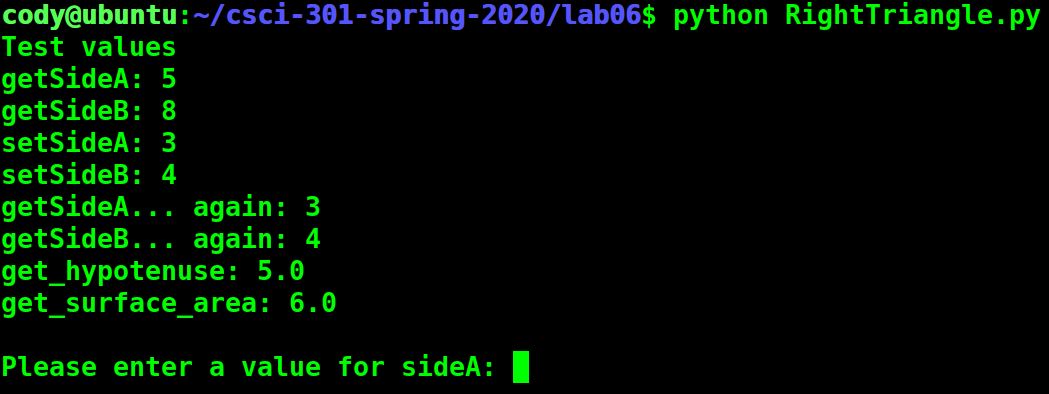 cody@ubuntu:~/csci-301-spring-2020/lab06$ python RightTriangle.py
Test values
getSideA: 5
getSideB: 8
setSideA: 3
setSideB: 4
getSideA... again: 3
getSideB... again: 4
get_hypotenuse: 5.0
get_surface_area: 6.0
Please enter a value for sideA: